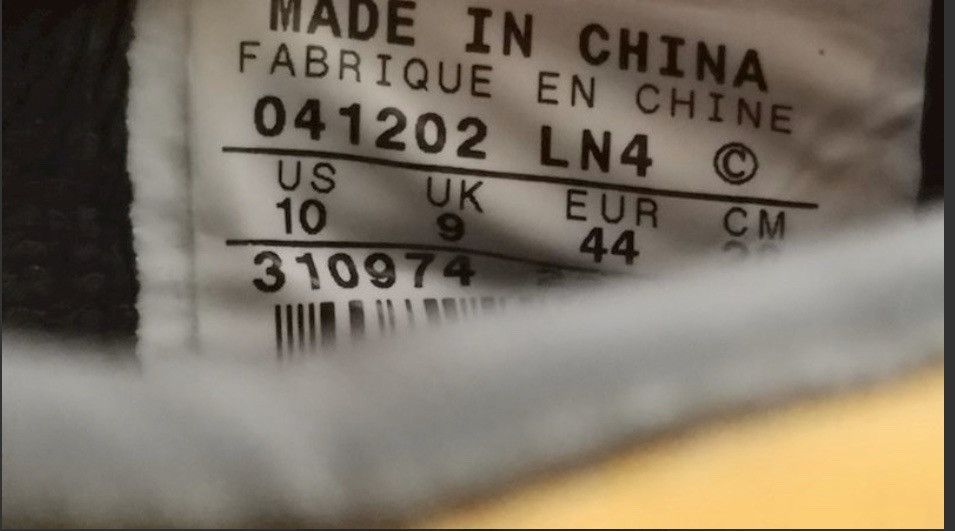 MADE IN CHINA
FABRIQUE EN CHINE
041202 LN4 ©
US UK EUR CM
10 9 44
310974